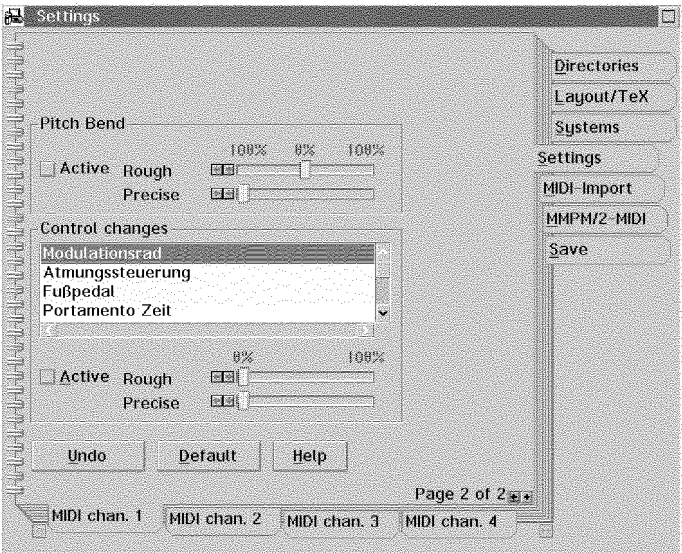 Settings
Directories
Layout/TeX
Systems
Settings
MIDI-Import
MMPM/2-MIDI
Save
Pitch Bend
100% 0% 100%
Active Rough
Precise
Control changes
Modulationsrad
Atmungssteuerung
Fußpedal
Portamento Zeit
0% 100%
Active Rough
Precise
Undo Default Help
Page 2 of 2
MIDI chan. 1 MIDI chan. 2 MIDI chan. 3 MIDI chan. 4